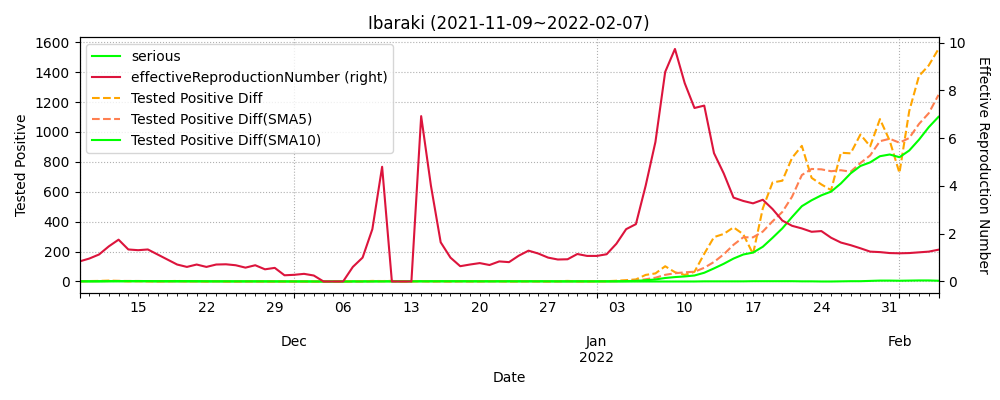 Ibaraki (2021-11-09~2022-02-07)
serious
effectiveReproductionNumber (right)
Tested Positive Diff
Tested Positive Diff(SMA5)
Tested Positive Diff(SMA10)
Tested Positive
1600
1400
1200
1000
800
600
400
200
0
10
8
6
4
2
0
Effective Reproduction Number
15 22 29 06 13 20 27 03 10 17 24 31
Dec Jan Feb
2022
Date